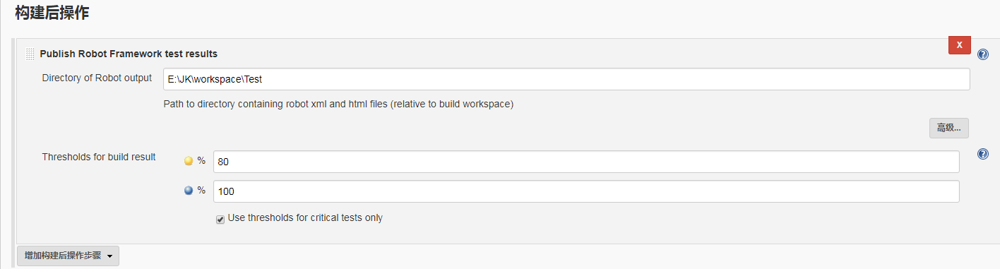 构建后操作
Publish Robot Framework test results
X
?
Directory of Robot output
E:\JK\workspace\Test
Path to directory containing robot xml and html files (relative to build workspace)
高级...
Thresholds for build result
% 80
?
% 100
Use thresholds for critical tests only
增加构建后操作步骤